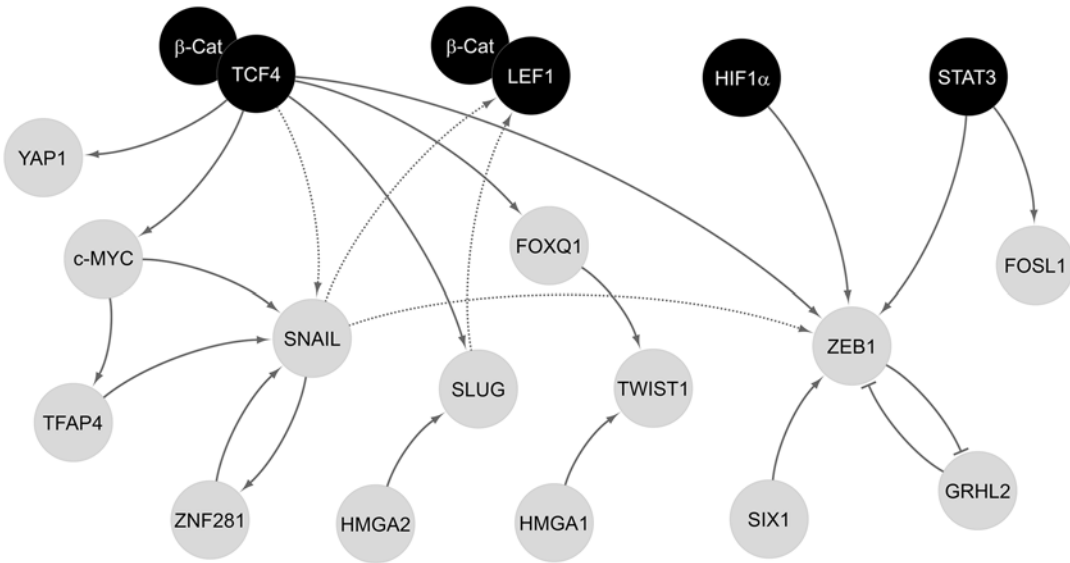 β-Cat
TCF4
β-Cat
LEF1
HIF1α
STAT3
YAP1
c-MYC
FOXQ1
FOSL1
SNAIL
ZEB1
SLUG
TWIST1
TFAP4
ZNF281
HMGA2
HMGA1
SIX1
GRHL2